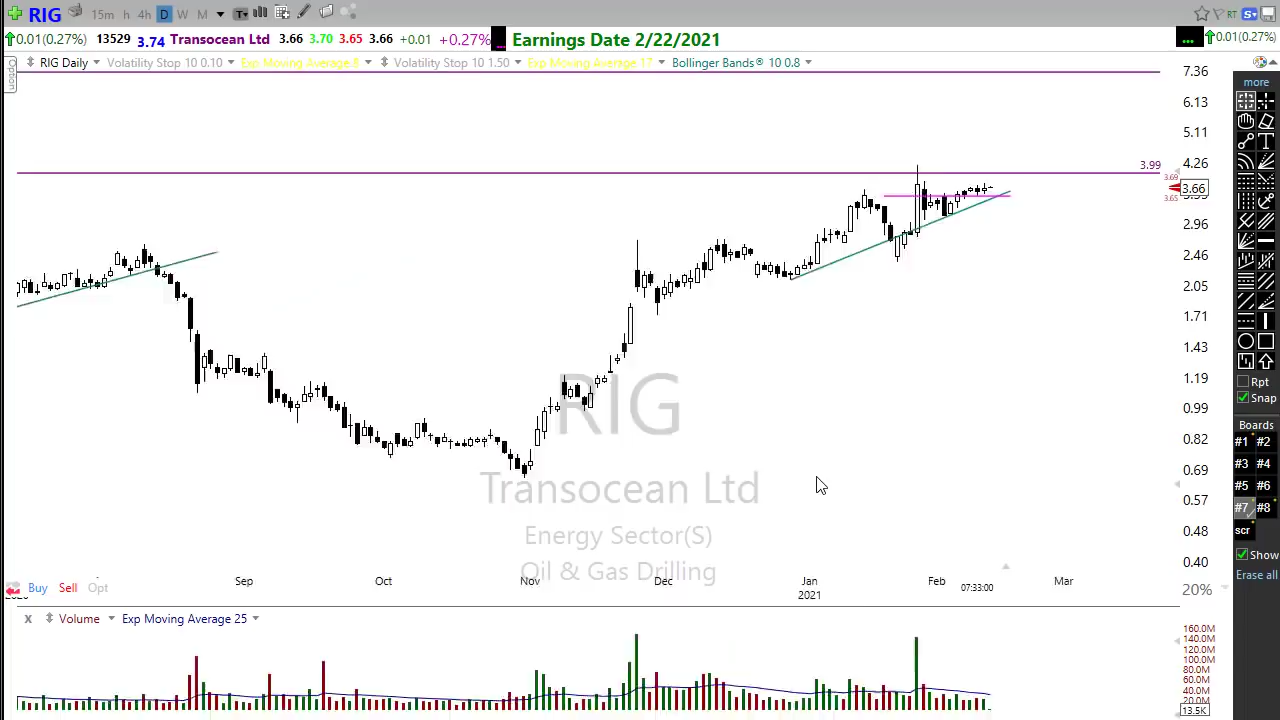 RIG 15m h 4h D W M T
0.01(0.27%) 13529 3.74 Transocean Ltd 3.66 3.70 3.65 3.66 +0.01 +0.27% ... Earnings Date 2/22/2021 ... 0.01(0.27%)
RT
S
Option
RIG Daily Volatility Stop 10 0.10 Exp Moving Average 8 Volatility Stop 10 1.50 Exp Moving Average 17 Bollinger Bands® 10 0.8
7.36
6.13
5.11
4.26
3.99
3.69
3.66
3.65
2.96
2.46
2.05
1.71
1.43
1.19
0.99
0.82
0.69
0.57
0.48
0.40
20%
RIG
Transocean Ltd
Energy Sector(S)
Oil & Gas Drilling
Buy Sell Opt
Sep Oct Nov Dec Jan Feb Mar
2021 07:33:00
X Volume Exp Moving Average 25
160.0M
140.0M
120.0M
100.0M
80.0M
60.0M
40.0M
20.0M
13.5K
more
T
Rpt
Snap
Boards
#1 #2
#3 #4
#5 #6
#7 #8
scr
Show
Erase all